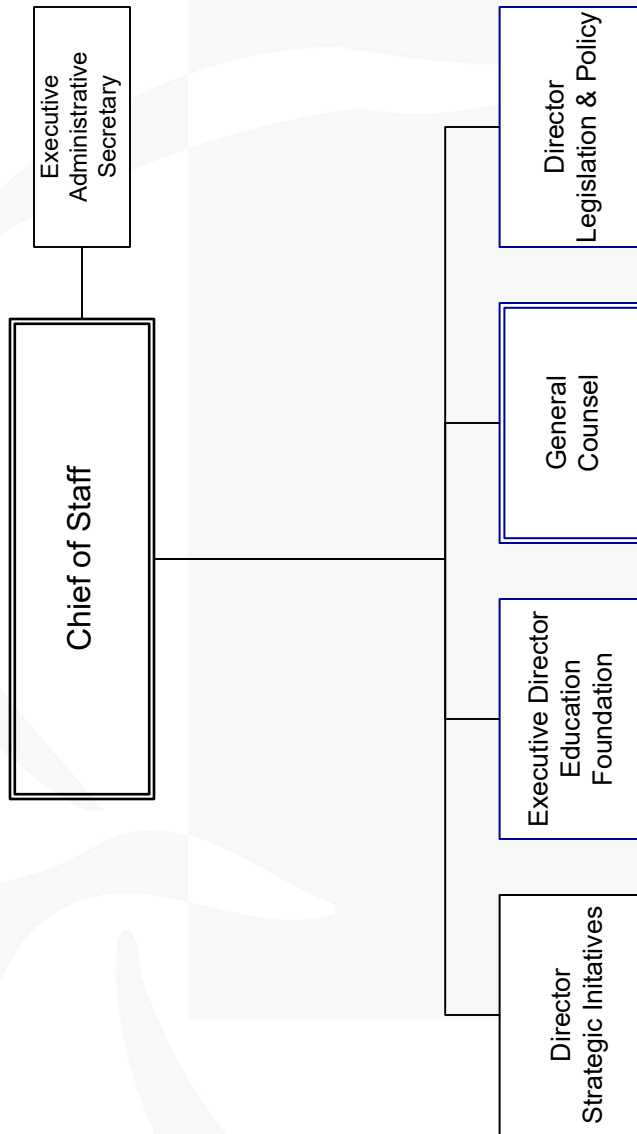 Chief of Staff
Executive
Administrative
Secretary
Director
Strategic Initatives
Executive Director
Education
Foundation
General
Counsel
Director
Legislation & Policy